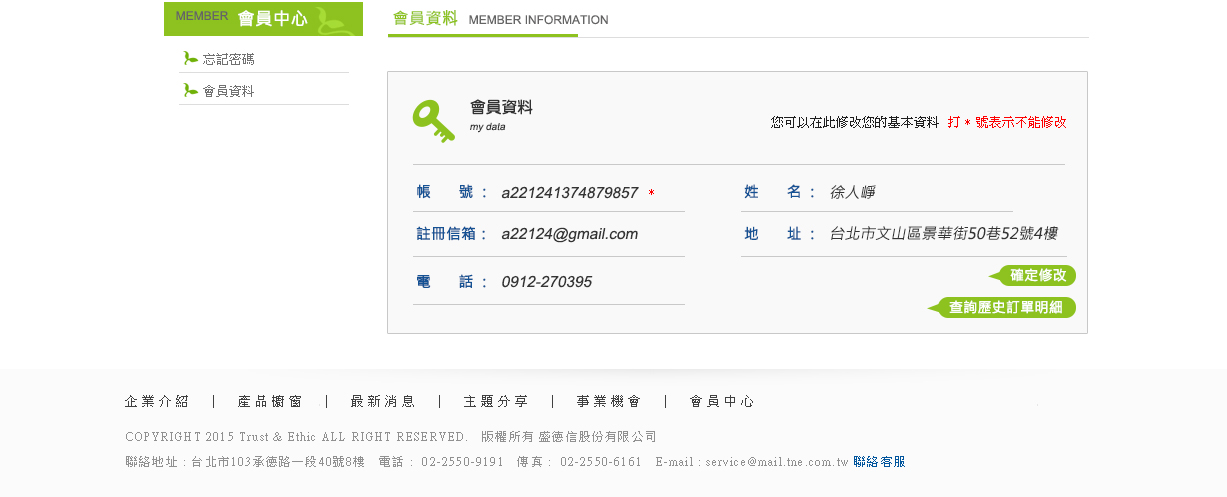 MEMBER 會員中心
忘記密碼
會員資料
會員資料 MEMBER INFORMATION
會員資料
my data
您可以在此修改您的基本資料 打 * 號表示不能修改
帳 號 : a221241374879857 *
姓 名 : 徐人崢
註冊信箱 : a22124@gmail.com
地 址 : 台北市文山區景華街50巷52號4樓
電 話 : 0912-270395
確定修改
查詢歷史訂單明細
企業介紹 | 產品櫥窗 | 最新消息 | 主題分享 | 事業機會 | 會員中心
COPYRIGHT 2015 Trust & Ethic ALL RIGHT RESERVED. 版權所有 盛德信股份有限公司
聯絡地址 : 台北市103承德路一段40號8樓 電話 : 02-2550-9191 傳真 : 02-2550-6161 E-mail : service@mail.tne.com.tw 聯絡客服